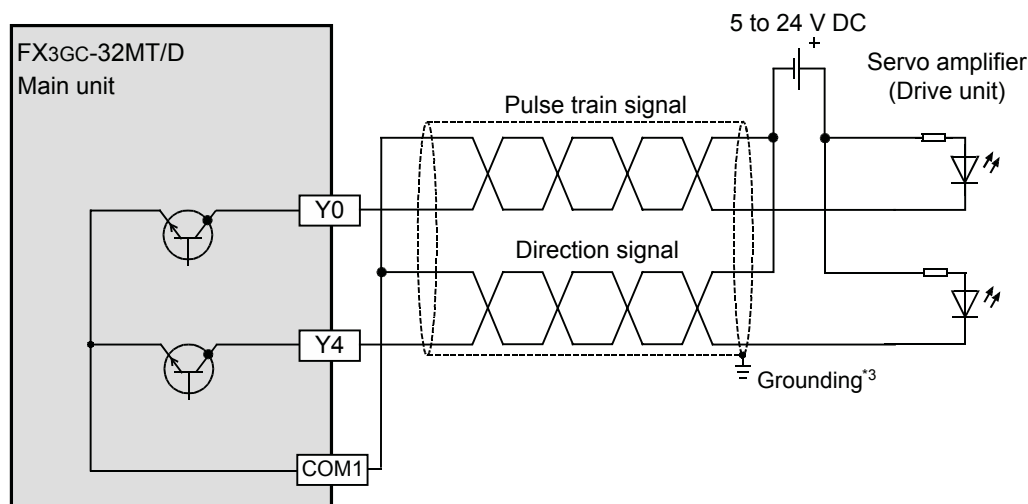 5 to 24 V DC
+
FX3GC-32MT/D
Main unit
Servo amplifier
(Drive unit)
Pulse train signal
Y0
Direction signal
Y4
Grounding*3
COM1